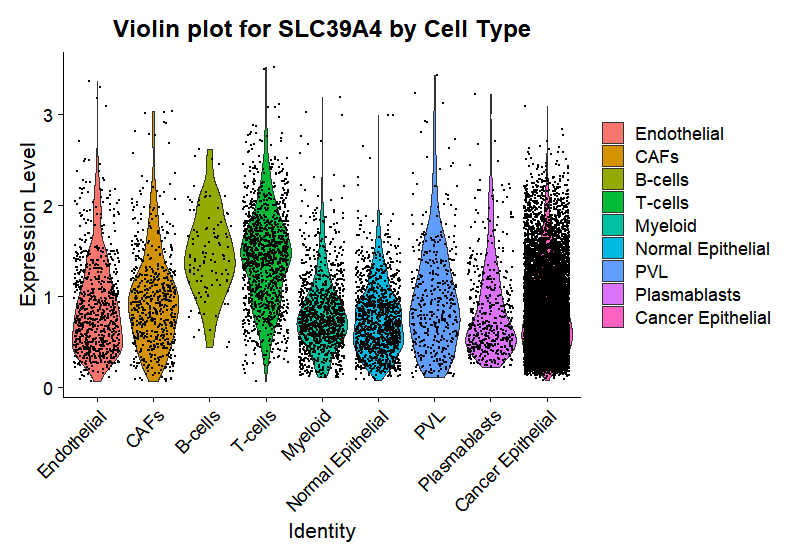 Violin plot for SLC39A4 by Cell Type
Expression Level
3
2
1
0
Endothelial
CAFs
B-cells
T-cells
Myeloid
Normal Epithelial
PVL
Plasmablasts
Cancer Epithelial
Identity
Endothelial
CAFs
B-cells
T-cells
Myeloid
Normal Epithelial
PVL
Plasmablasts
Cancer Epithelial